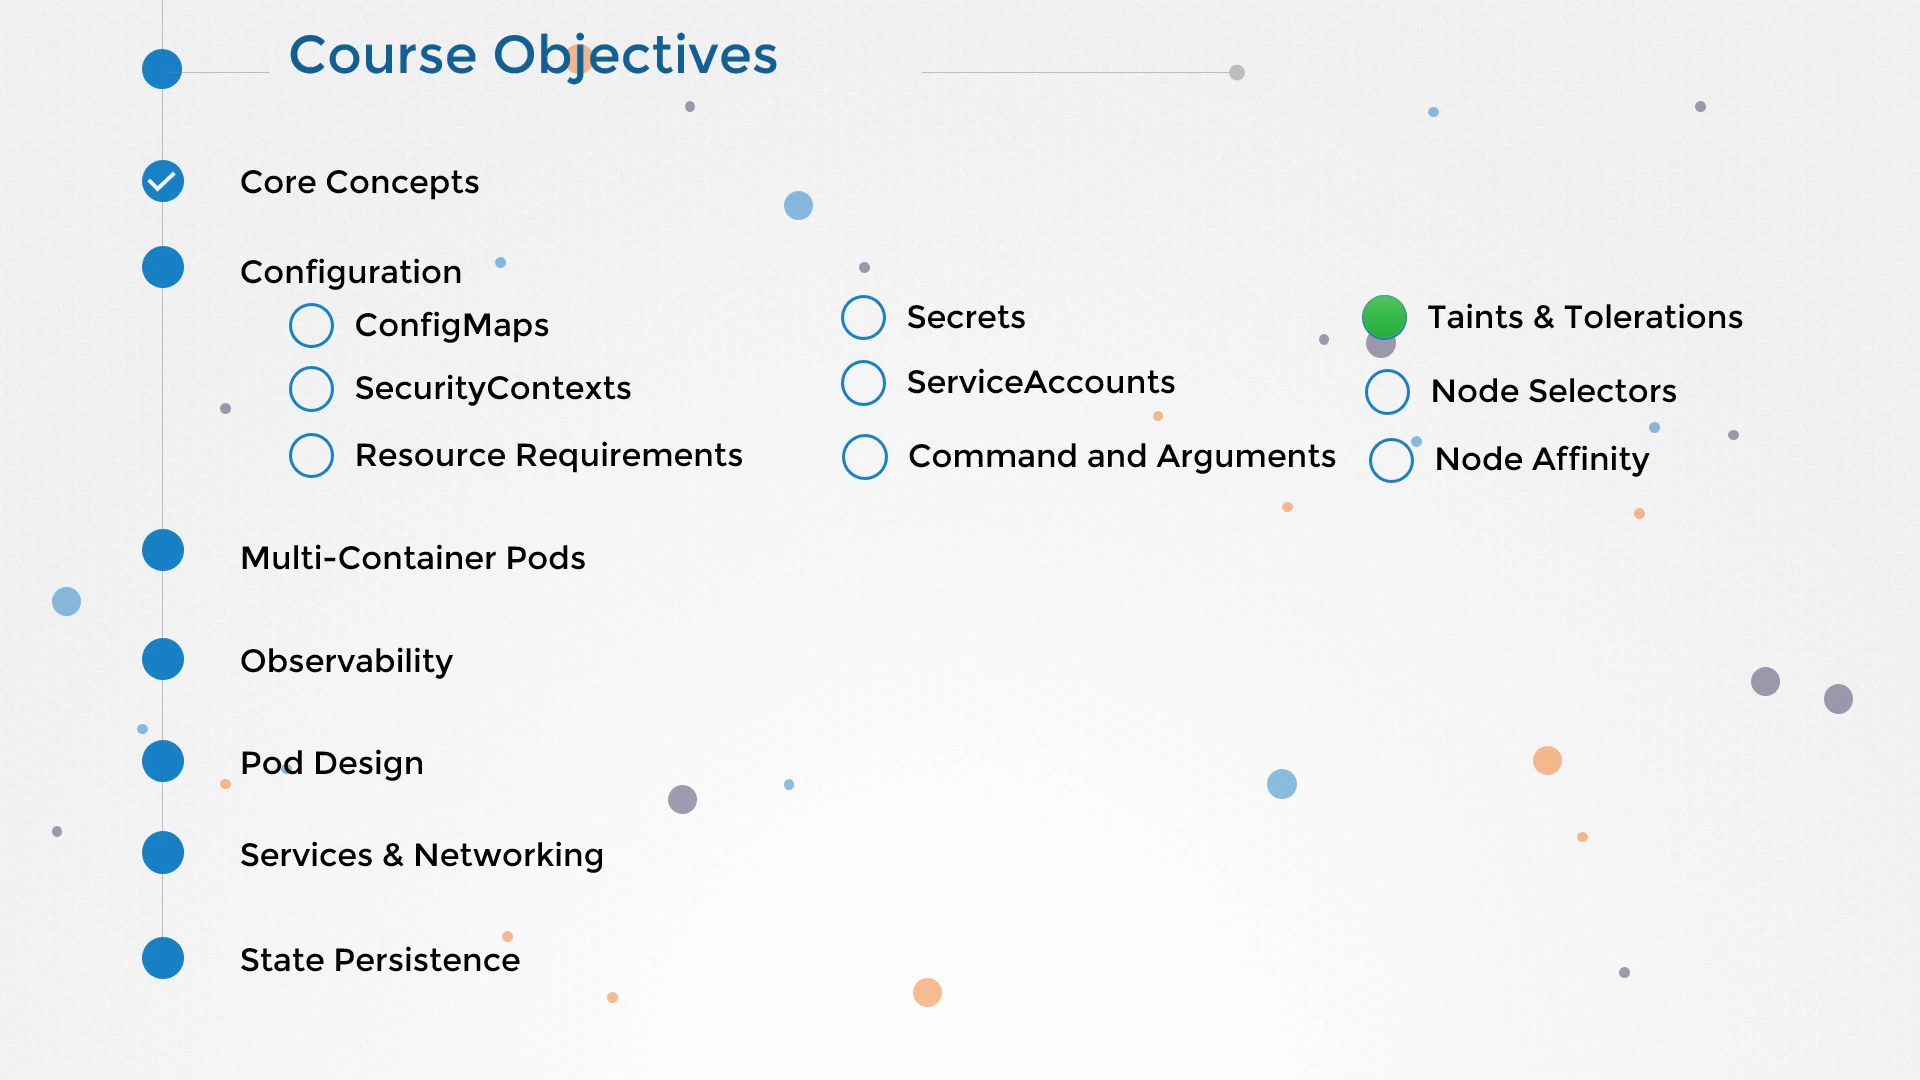 Course Objectives
Core Concepts
Configuration
ConfigMaps
SecurityContexts
Resource Requirements
Secrets
ServiceAccounts
Command and Arguments
Taints & Tolerations
Node Selectors
Node Affinity
Multi-Container Pods
Observability
Pod Design
Services & Networking
State Persistence